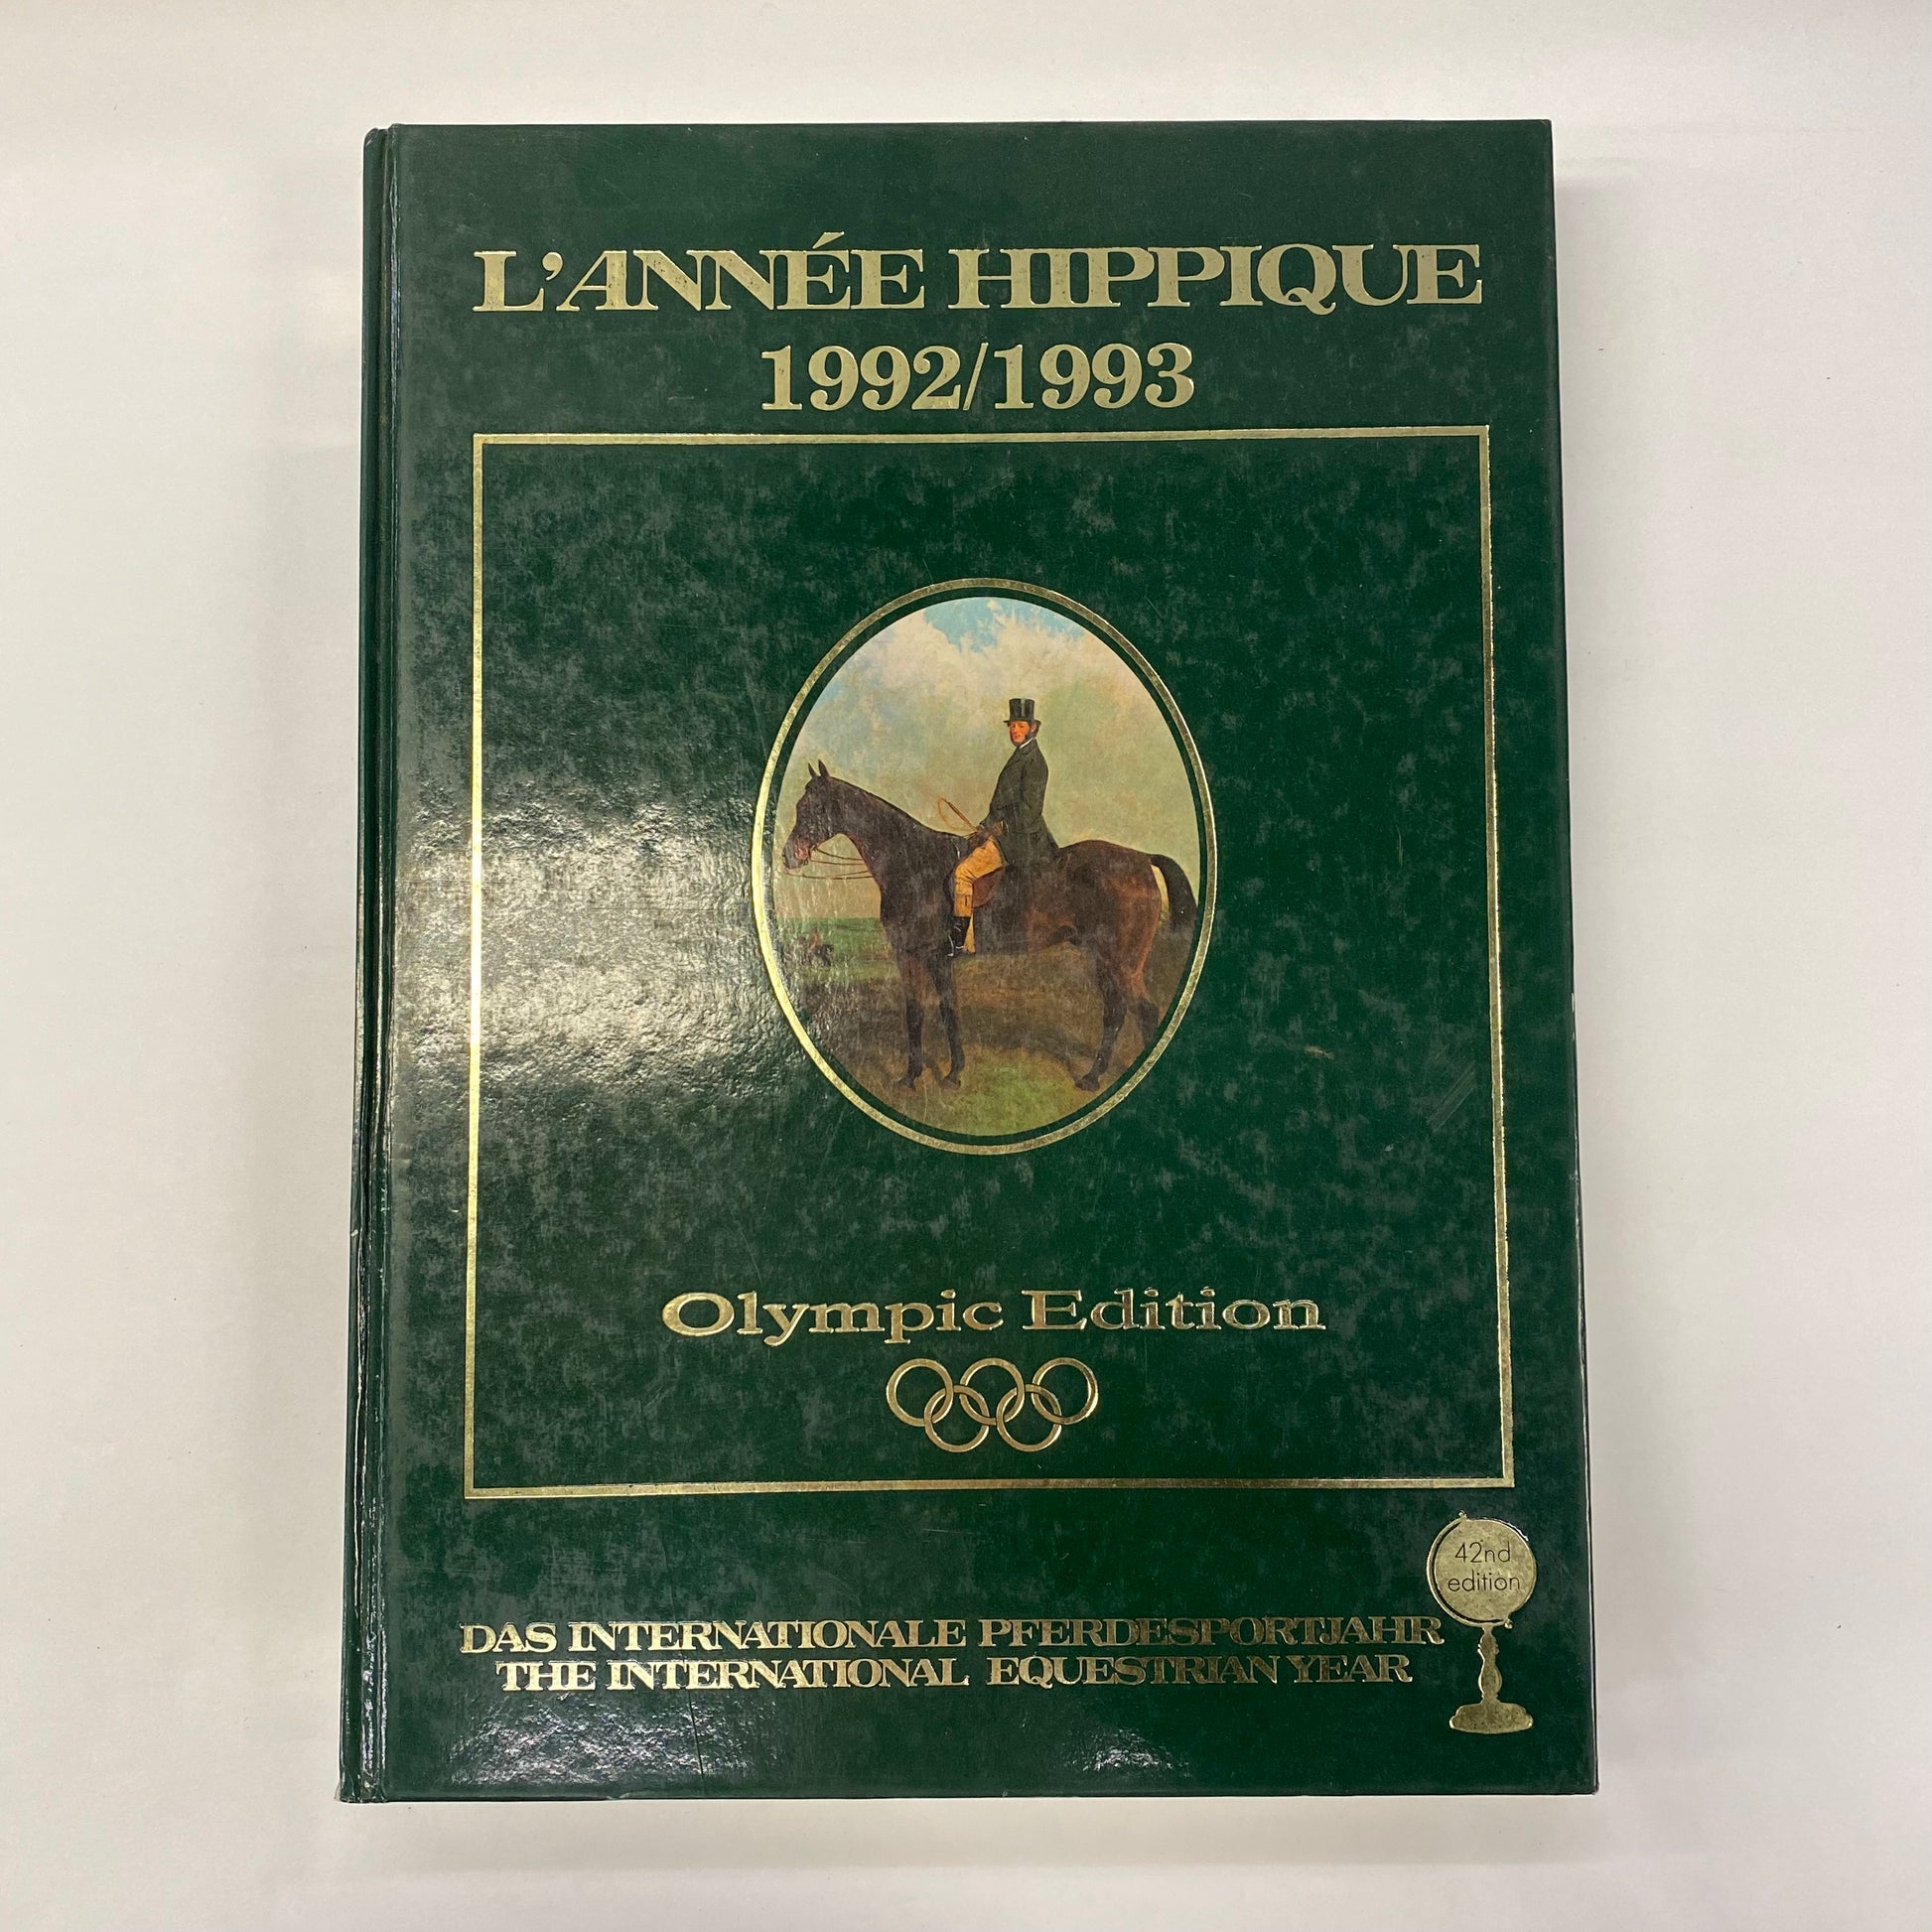 L'ANNÉE HIPPIQUE
1992/1993
Olympic Edition
42nd
edition
DAS INTERNATIONALE PFERDESPORTJAHR
THE INTERNATIONAL EQUESTRIAN YEAR